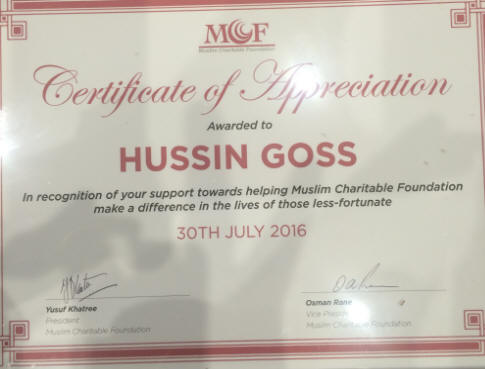 MCF
Muslim Charitable Foundation
Certificate of Appreciation
Awarded to
HUSSIN GOSS
In recognition of your support towards helping Muslim Charitable Foundation
make a difference in the lives of those less-fortunate
30TH JULY 2016
Yusuf Khatree
President
Muslim Charitable Foundation
Osman Rane
Vice President
Muslim Charitable Foundation